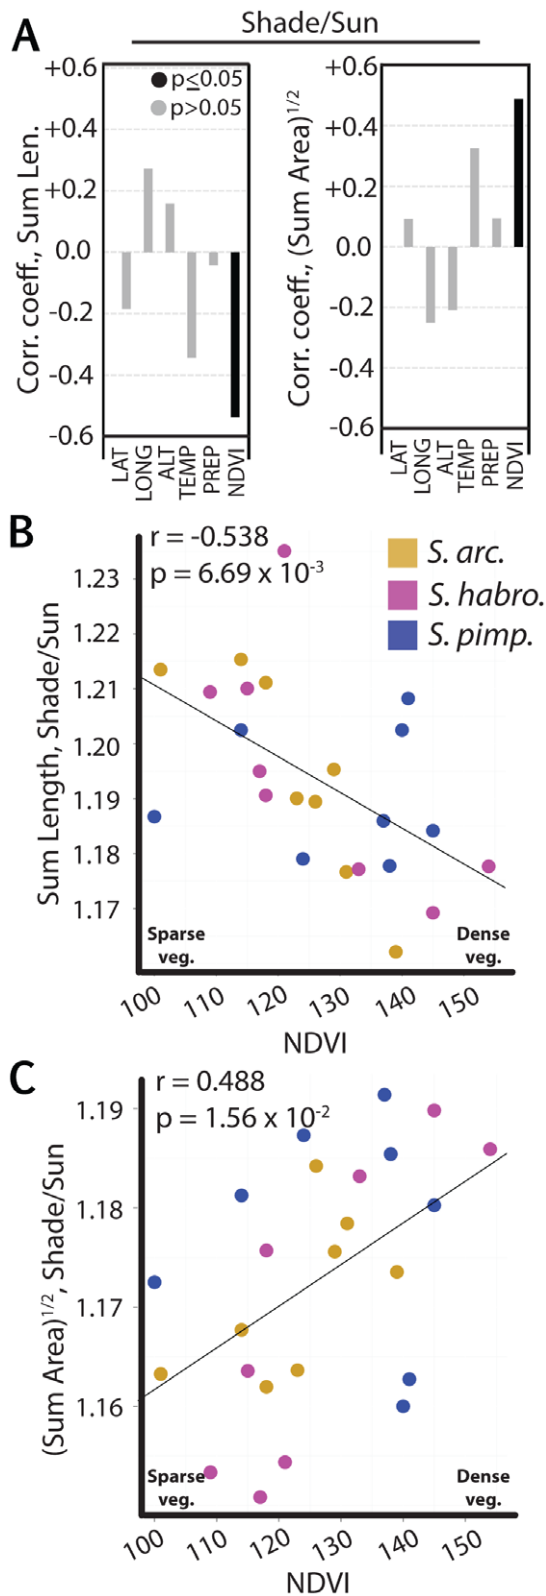 A
Shade/Sun
+0.6
+0.4
+0.2
0.0
-0.2
-0.4
-0.6
Corr. coeff., Sum Len.
p≤0.05
p>0.05
LAT
LONG
ALT
TEMP
PREP
NDVI
+0.6
+0.4
+0.2
0.0
-0.2
-0.4
-0.6
Corr. coeff., (Sum Area)^1/2
LAT
LONG
ALT
TEMP
PREP
NDVI
B
r = -0.538
p = 6.69 x 10^-3
S. arc.
S. habro.
S. pimp.
1.23
1.22
1.21
1.20
1.19
1.18
1.17
Sum Length, Shade/Sun
Sparse
veg.
Dense
veg.
100
110
120
130
140
150
NDVI
C
r = 0.488
p = 1.56 x 10^-2
1.19
1.18
1.17
1.16
(Sum Area)^1/2, Shade/Sun
Sparse
veg.
Dense
veg.
100
110
120
130
140
150
NDVI